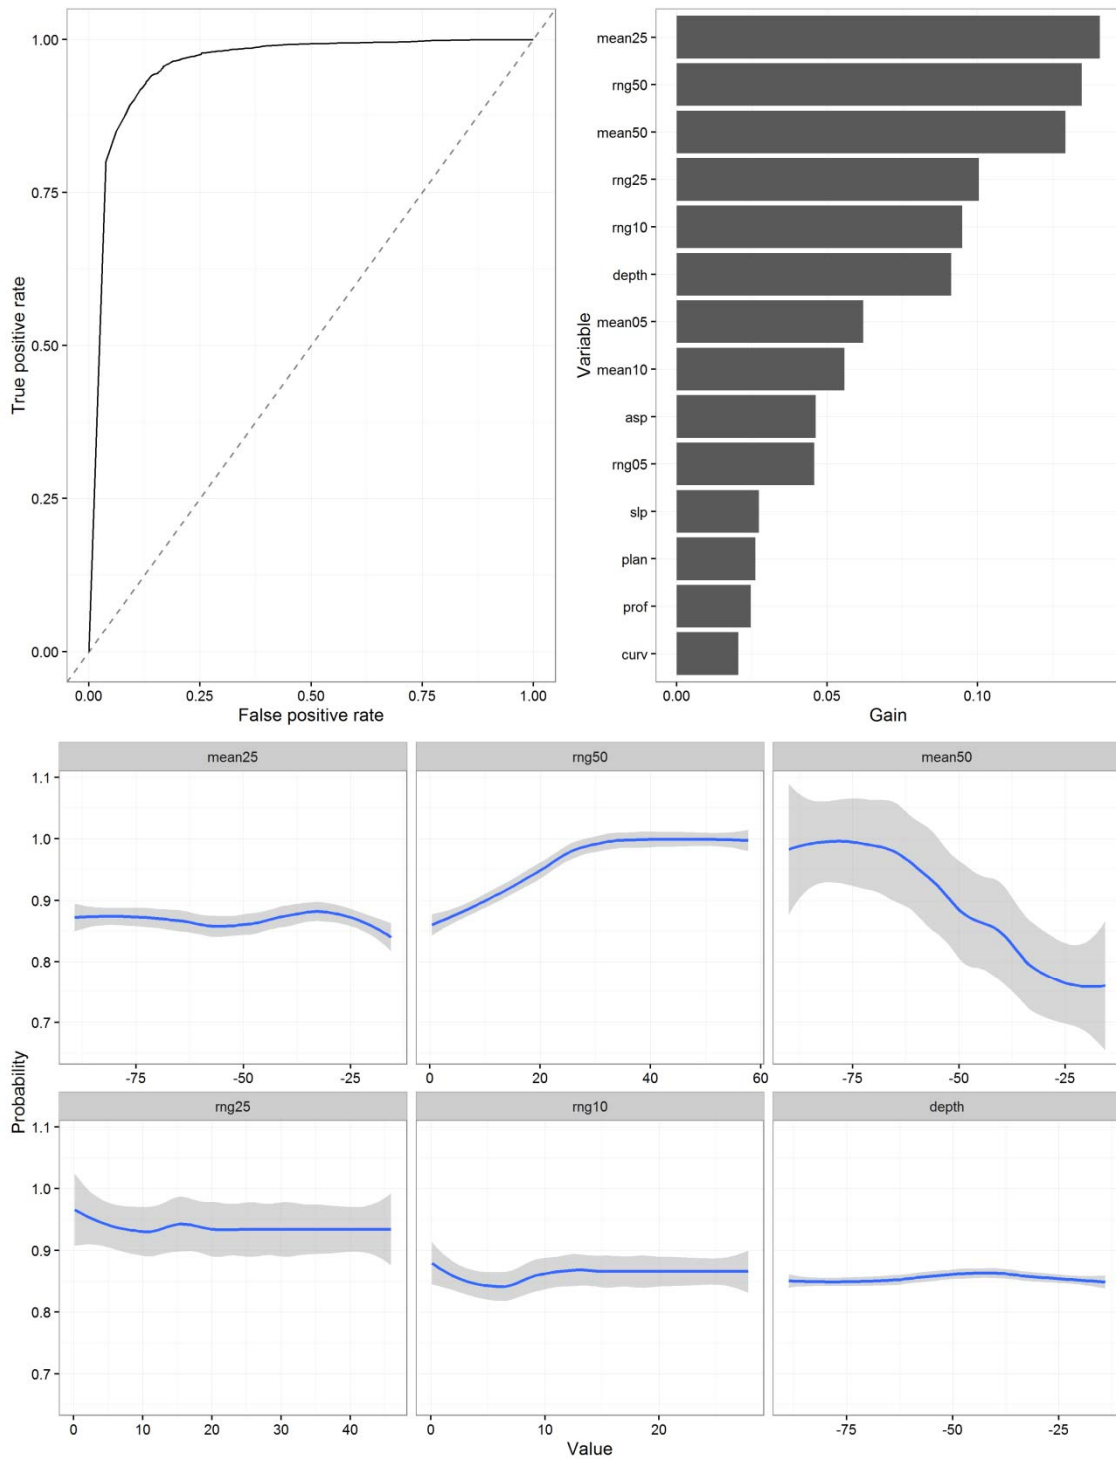 1.00
0.75
0.50
0.25
0.00
True positive rate
0.00 0.25 0.50 0.75 1.00
False positive rate
mean25
rng50
mean50
rng25
rng10
depth
mean05
mean10
asp
rng05
slp
plan
prof
curv
Variable
0.00 0.05 0.10
Gain
mean25 rng50 mean50
1.1
1.0
0.9
0.8
0.7
-75 -50 -25 0 20 40 60 -75 -50 -25
Probability
rng25 rng10 depth
1.1
1.0
0.9
0.8
0.7
0 10 20 30 40 0 10 20 -75 -50 -25
Value